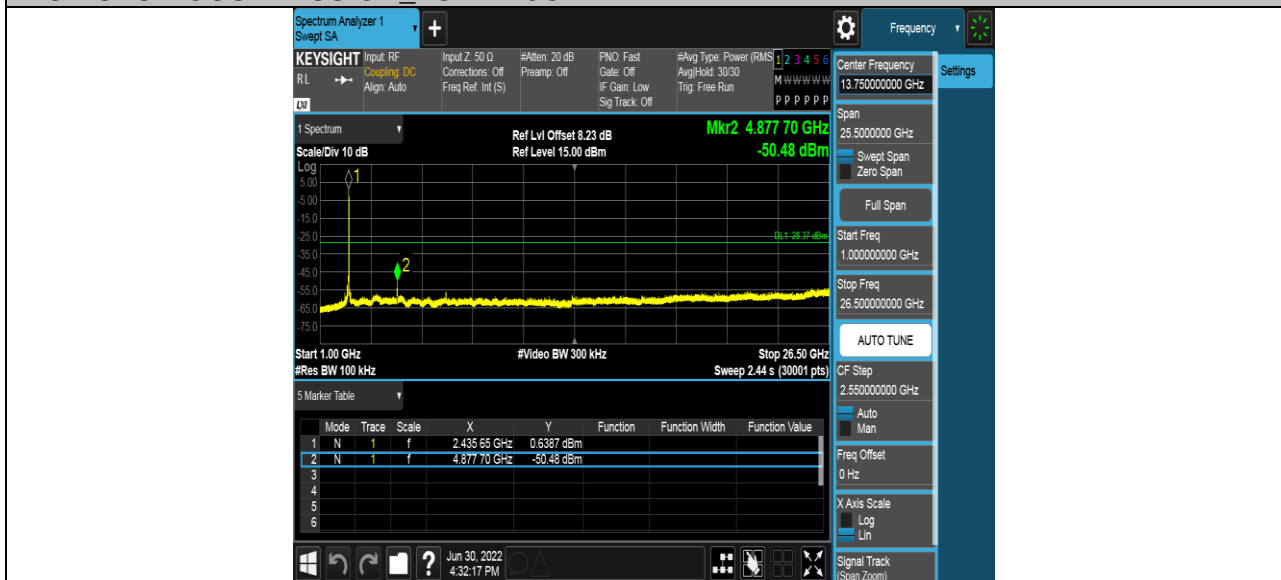 Spectrum Analyzer 1
Swept SA
+
Frequency
KEYSIGHT
RL
LXI
Input: RF
Coupling: DC
Align: Auto
Input Z: 50 Ω
Corrections: Off
Freq Ref: Int (S)
#Atten: 20 dB
Preamp: Off
PNO: Fast
Gate: Off
IF Gain: Low
Sig Track: Off
#Avg Type: Power (RMS
Avg|Hold: 30/30
Trig: Free Run
1 2 3 4 5 6
M W W W W W
P P P P P P
1 Spectrum
Scale/Div 10 dB
Ref Lvl Offset 8.23 dB
Ref Level 15.00 dBm
Mkr2 4.877 70 GHz
-50.48 dBm
Log
5.00
-5.00
-15.0
-25.0
-35.0
-45.0
-55.0
-65.0
-75.0
1
2
DL1 -28.37 dBm
Start 1.00 GHz
#Res BW 100 kHz
#Video BW 300 kHz
Stop 26.50 GHz
Sweep 2.44 s (30001 pts)
5 Marker Table
Mode Trace Scale X Y Function Function Width Function Value
1 N 1 f 2.435 65 GHz 0.6387 dBm
2 N 1 f 4.877 70 GHz -50.48 dBm
3
4
5
6
?
Jun 30, 2022
4:32:17 PM
Center Frequency
13.750000000 GHz
Settings
Span
25.5000000 GHz
Swept Span
Zero Span
Full Span
Start Freq
1.000000000 GHz
Stop Freq
26.500000000 GHz
AUTO TUNE
CF Step
2.550000000 GHz
Auto
Man
Freq Offset
0 Hz
X Axis Scale
Log
Lin
Signal Track
(Span Zoom)